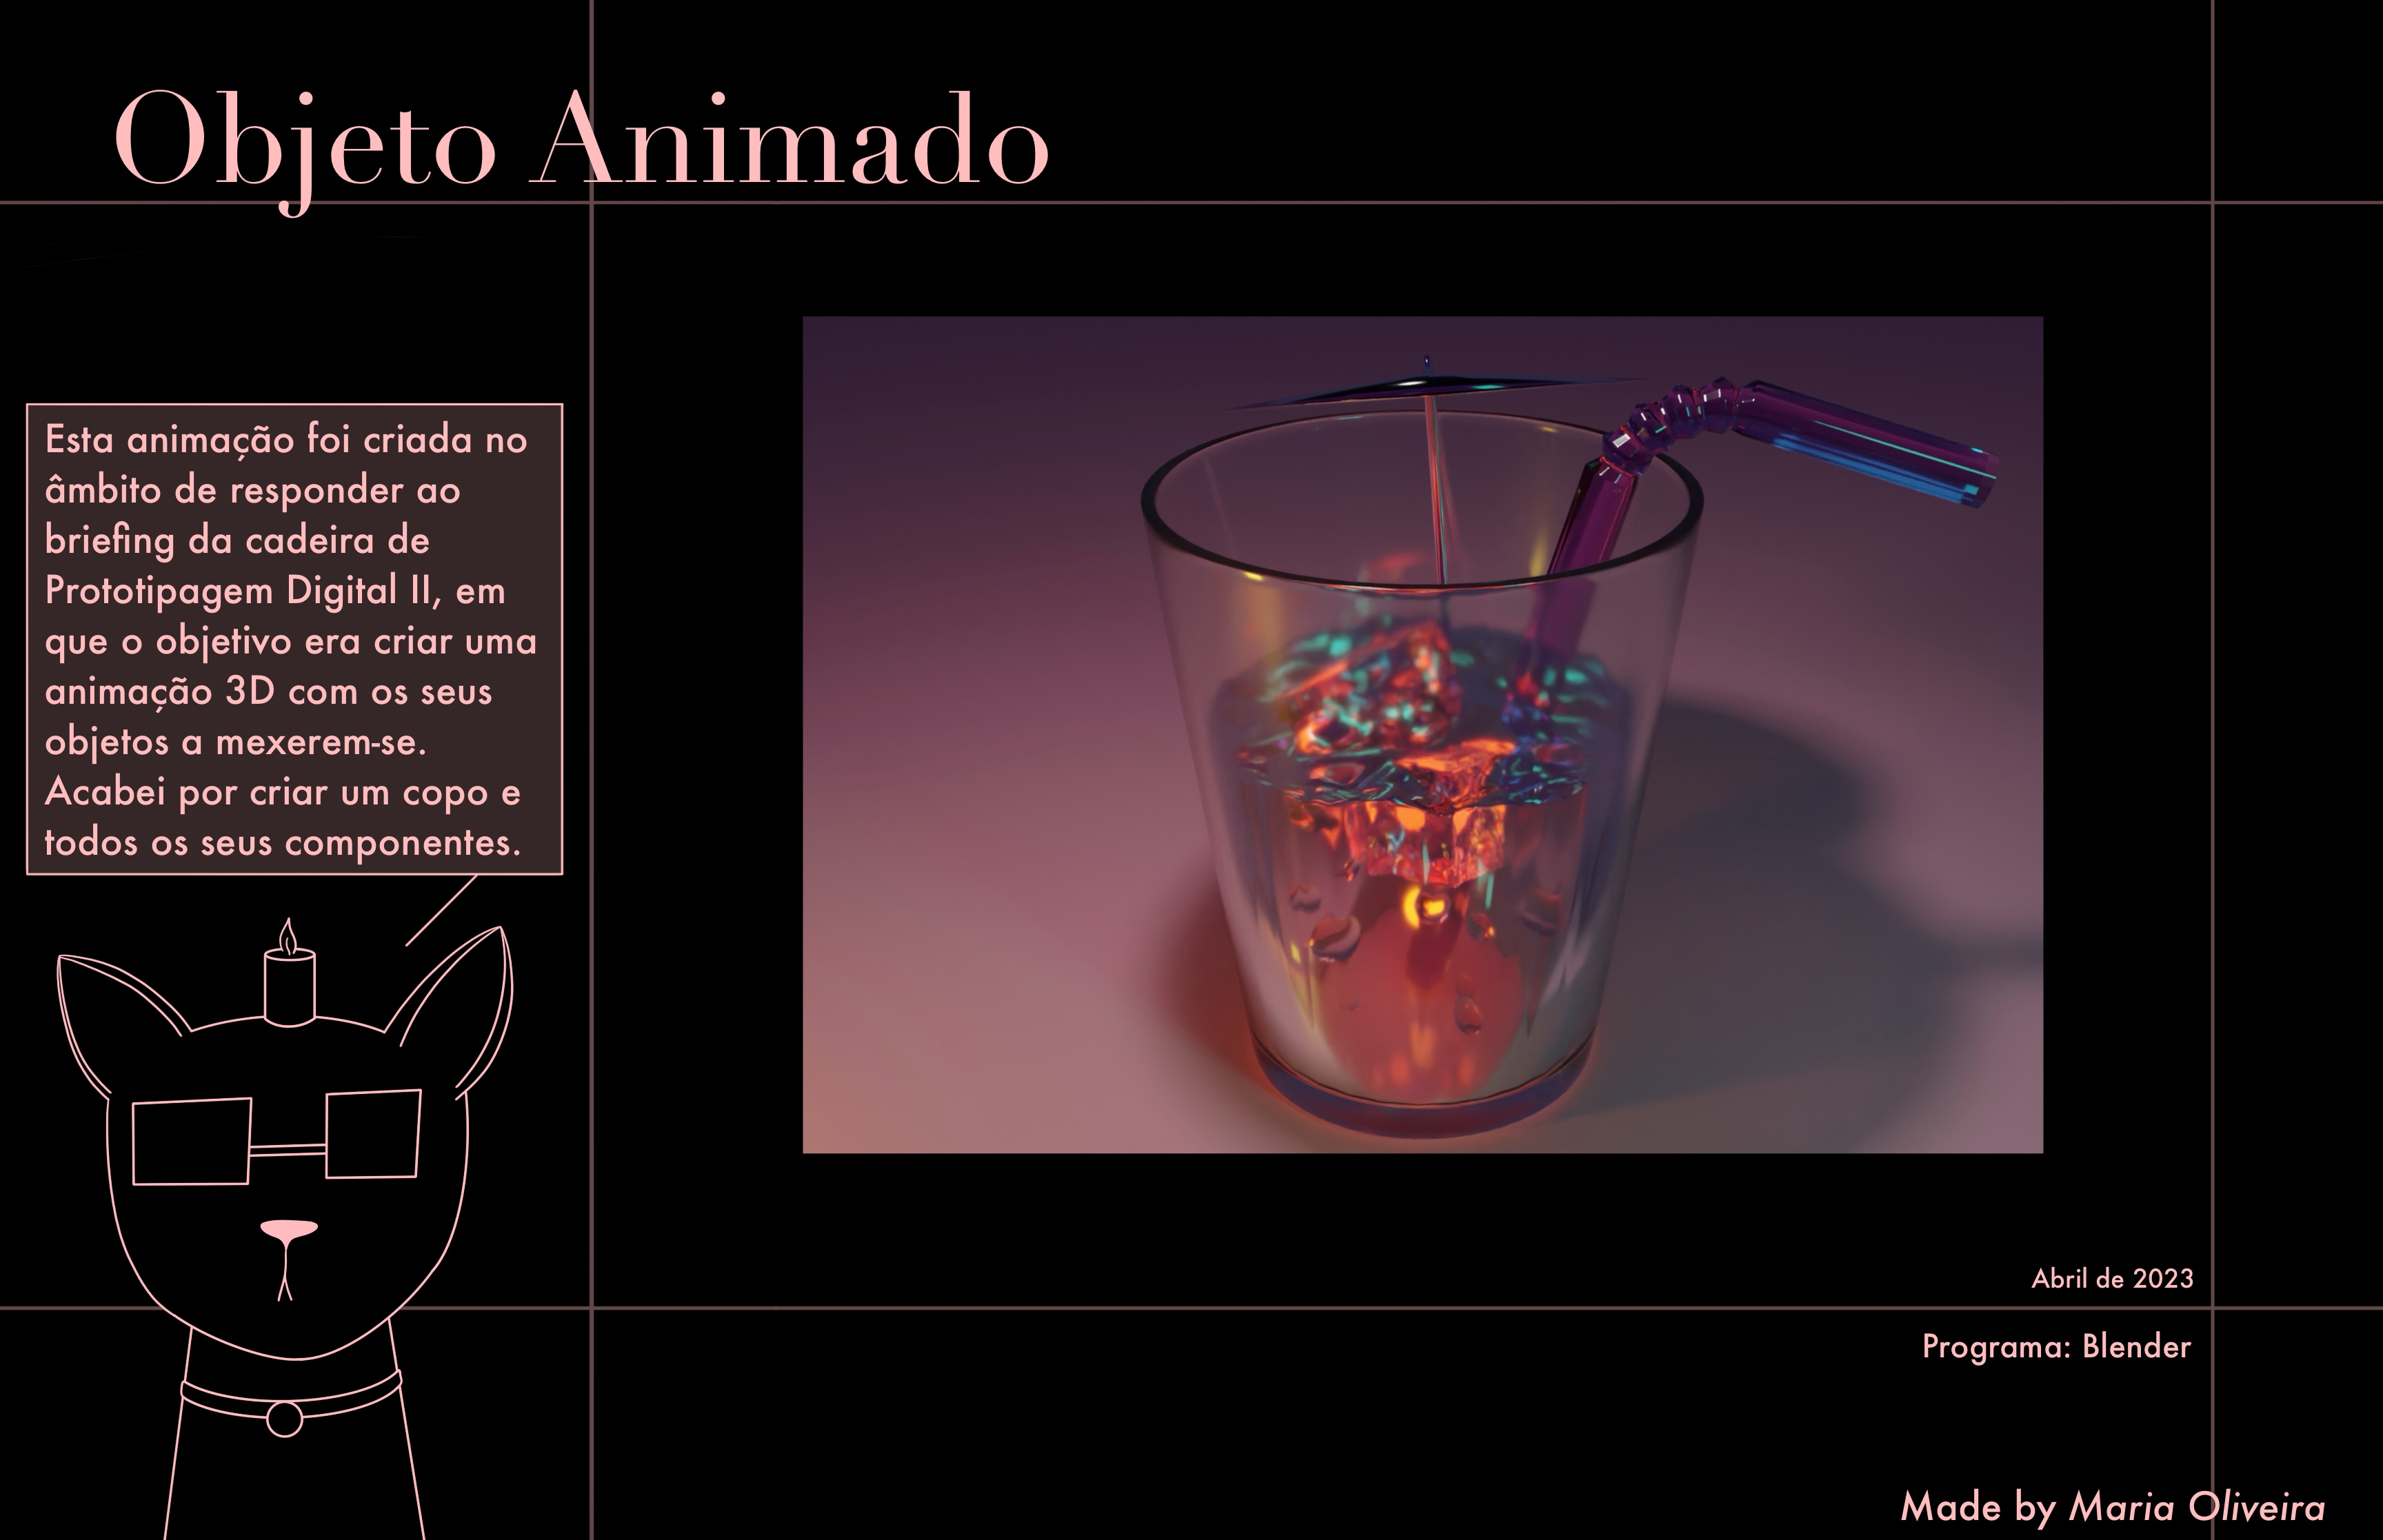 Objeto Animado
Esta animação foi criada no
âmbito de responder ao
briefing da cadeira de
Prototipagem Digital II, em
que o objetivo era criar uma
animação 3D com os seus
objetos a mexerem-se.
Acabei por criar um copo e
todos os seus componentes.
Abril de 2023
Programa: Blender
Made by Maria Oliveira